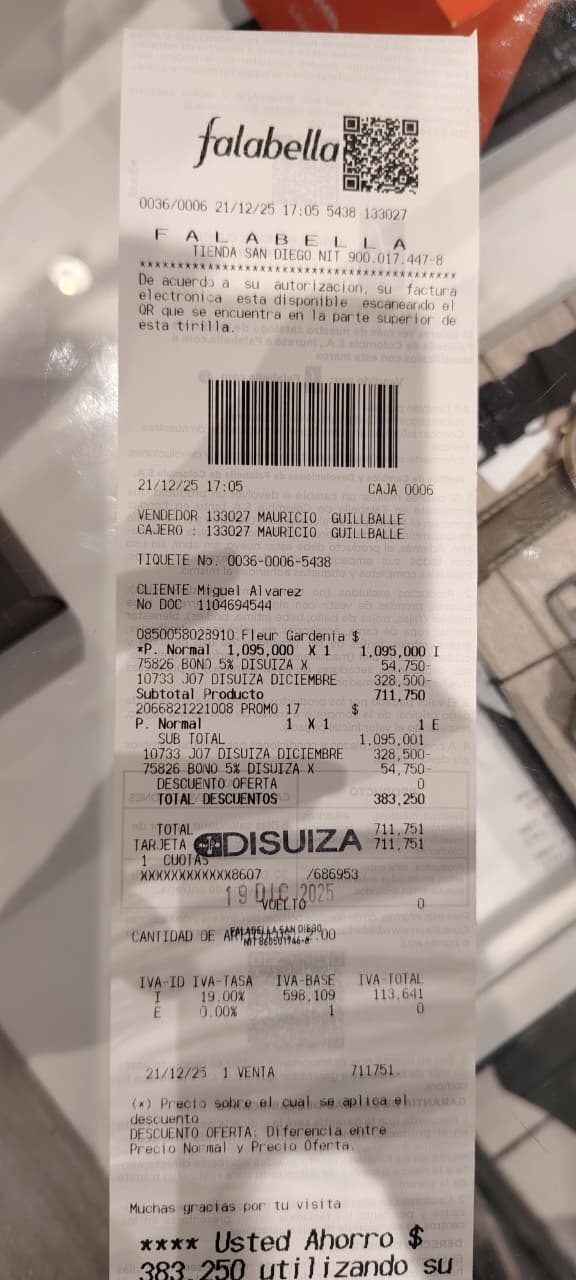 falabella
0036/0006 21/12/25 17:05 5438 133027
F A L A B E L L A
TIENDA SAN DIEGO NIT 900.017.447-8
********************************************
De acuerdo a su autorizacion, su factura
electronica esta disponible escaneando el
QR que se encuentra en la parte superior de
esta tirilla.
21/12/25 17:05 CAJA 0006
VENDEDOR 133027 MAURICIO GUILLBALLE
CAJERO : 133027 MAURICIO GUILLBALLE
TIQUETE No. 0036-0006-5438
CLIENTE Miguel Alvarez
No DOC 1104694544
0850058028910 Fleur Gardenia $
*P. Normal 1,095,000 X 1 1,095,000 I
75826 BONO 5% DISUIZA X 54,750-
10733 J07 DISUIZA DICIEMBRE 328,500-
Subtotal Producto 711,750
2066821221008 PROMO 17 $
P. Normal 1 X 1 1 E
SUB TOTAL 1,095,001
10733 J07 DISUIZA DICIEMBRE 328,500-
75826 BONO 5% DISUIZA X 54,750-
DESCUENTO OFERTA 0
TOTAL DESCUENTOS 383,250
TOTAL 711,751
TARJETA 711,751
DISUIZA
1 CUOTAS
XXXXXXXXXXXX8607 /686953
19 DIC 2025
VUELTO 0
FALABELLA SAN DIEGO
CANTIDAD DE 2.00
IVA-ID IVA-TASA IVA-BASE IVA-TOTAL
I 19.00% 598,109 113,641
E 0.00% 1 0
21/12/25 1 VENTA 711751.
(*) Precio sobre el cual se aplica el
descuento
DESCUENTO OFERTA: Diferencia entre
Precio Normal y Precio Oferta.
Muchas gracias por tu visita
**** Usted Ahorro $
383,250 utilizando su